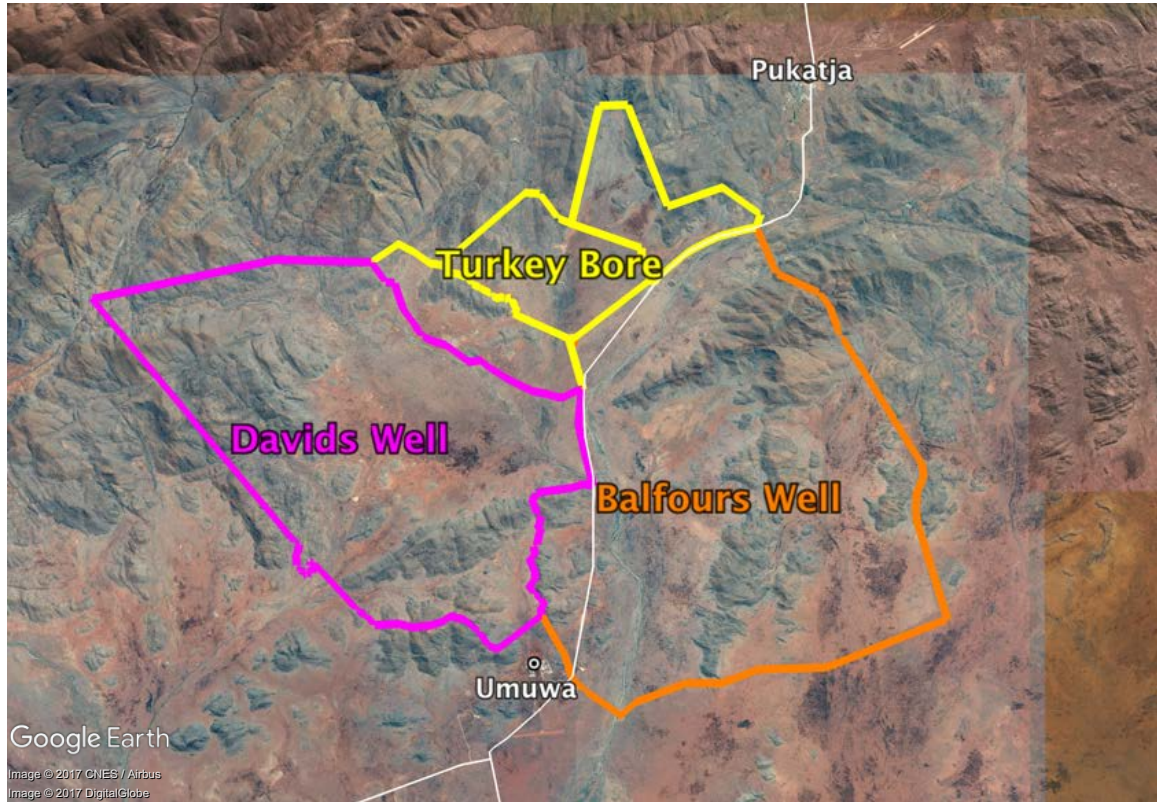 Pukatja
Turkey Bore
Davids Well
Balfours Well
Umuwa
Google Earth
Image © 2017 CNES / Airbus
Image © 2017 DigitalGlobe